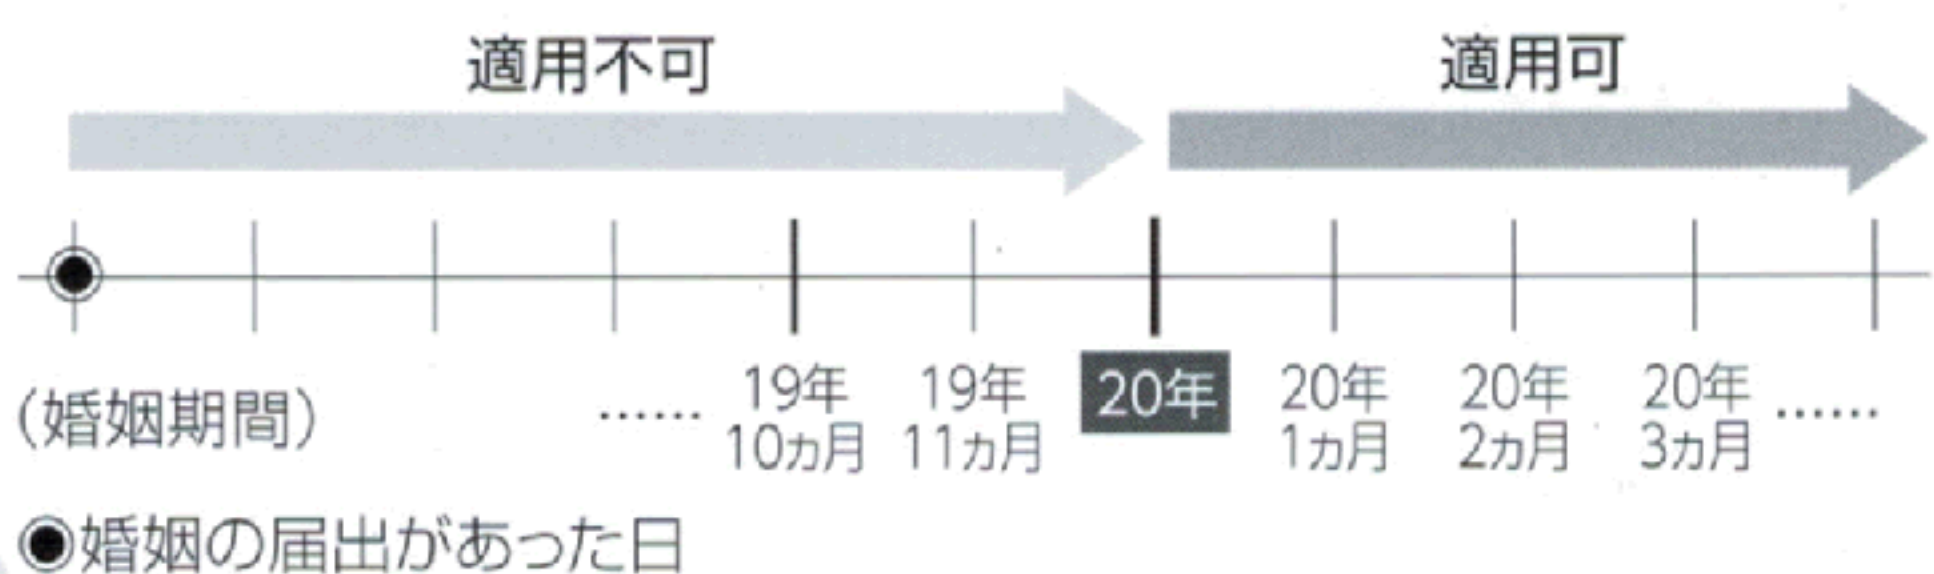 適用不可
適用可
(婚姻期間)
……
19年
10ヵ月
19年
11ヵ月
20年
20年
1ヵ月
20年
2ヵ月
20年
3ヵ月
……
◉婚姻の届出があった日